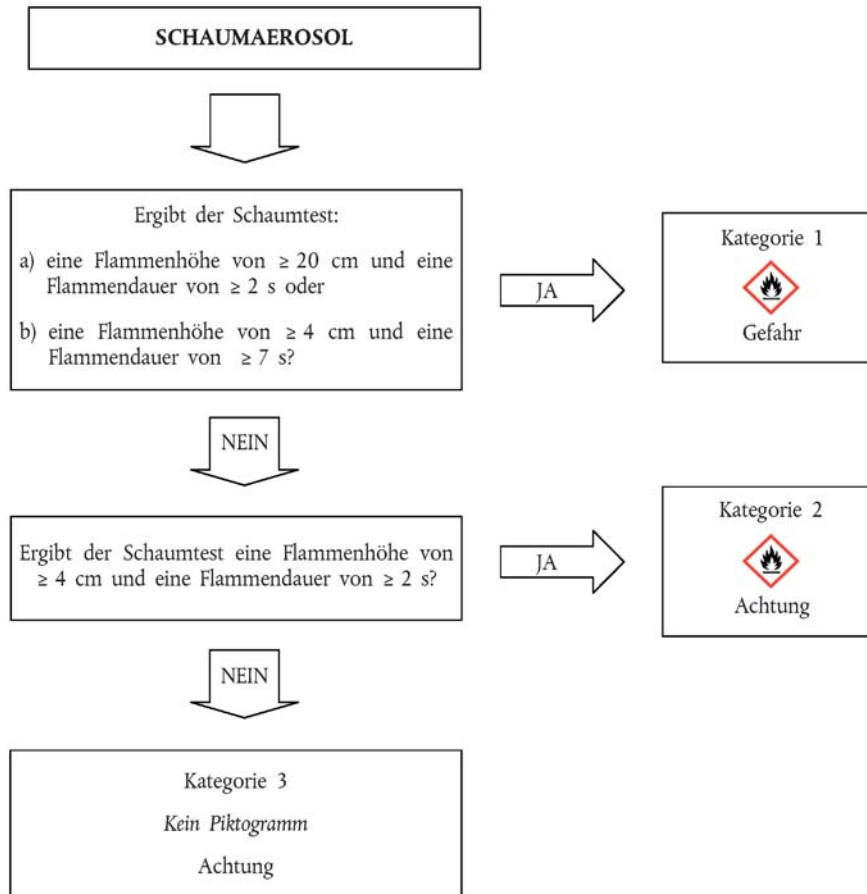 SCHAUMAEROSOL
Ergibt der Schaumtest:
a) eine Flammenhöhe von ≥ 20 cm und eine
Flammendauer von ≥ 2 s oder
b) eine Flammenhöhe von ≥ 4 cm und eine
Flammendauer von ≥ 7 s?
JA
Kategorie 1
Gefahr
NEIN
Ergibt der Schaumtest eine Flammenhöhe von
≥ 4 cm und eine Flammendauer von ≥ 2 s?
JA
Kategorie 2
Achtung
NEIN
Kategorie 3
Kein Piktogramm
Achtung